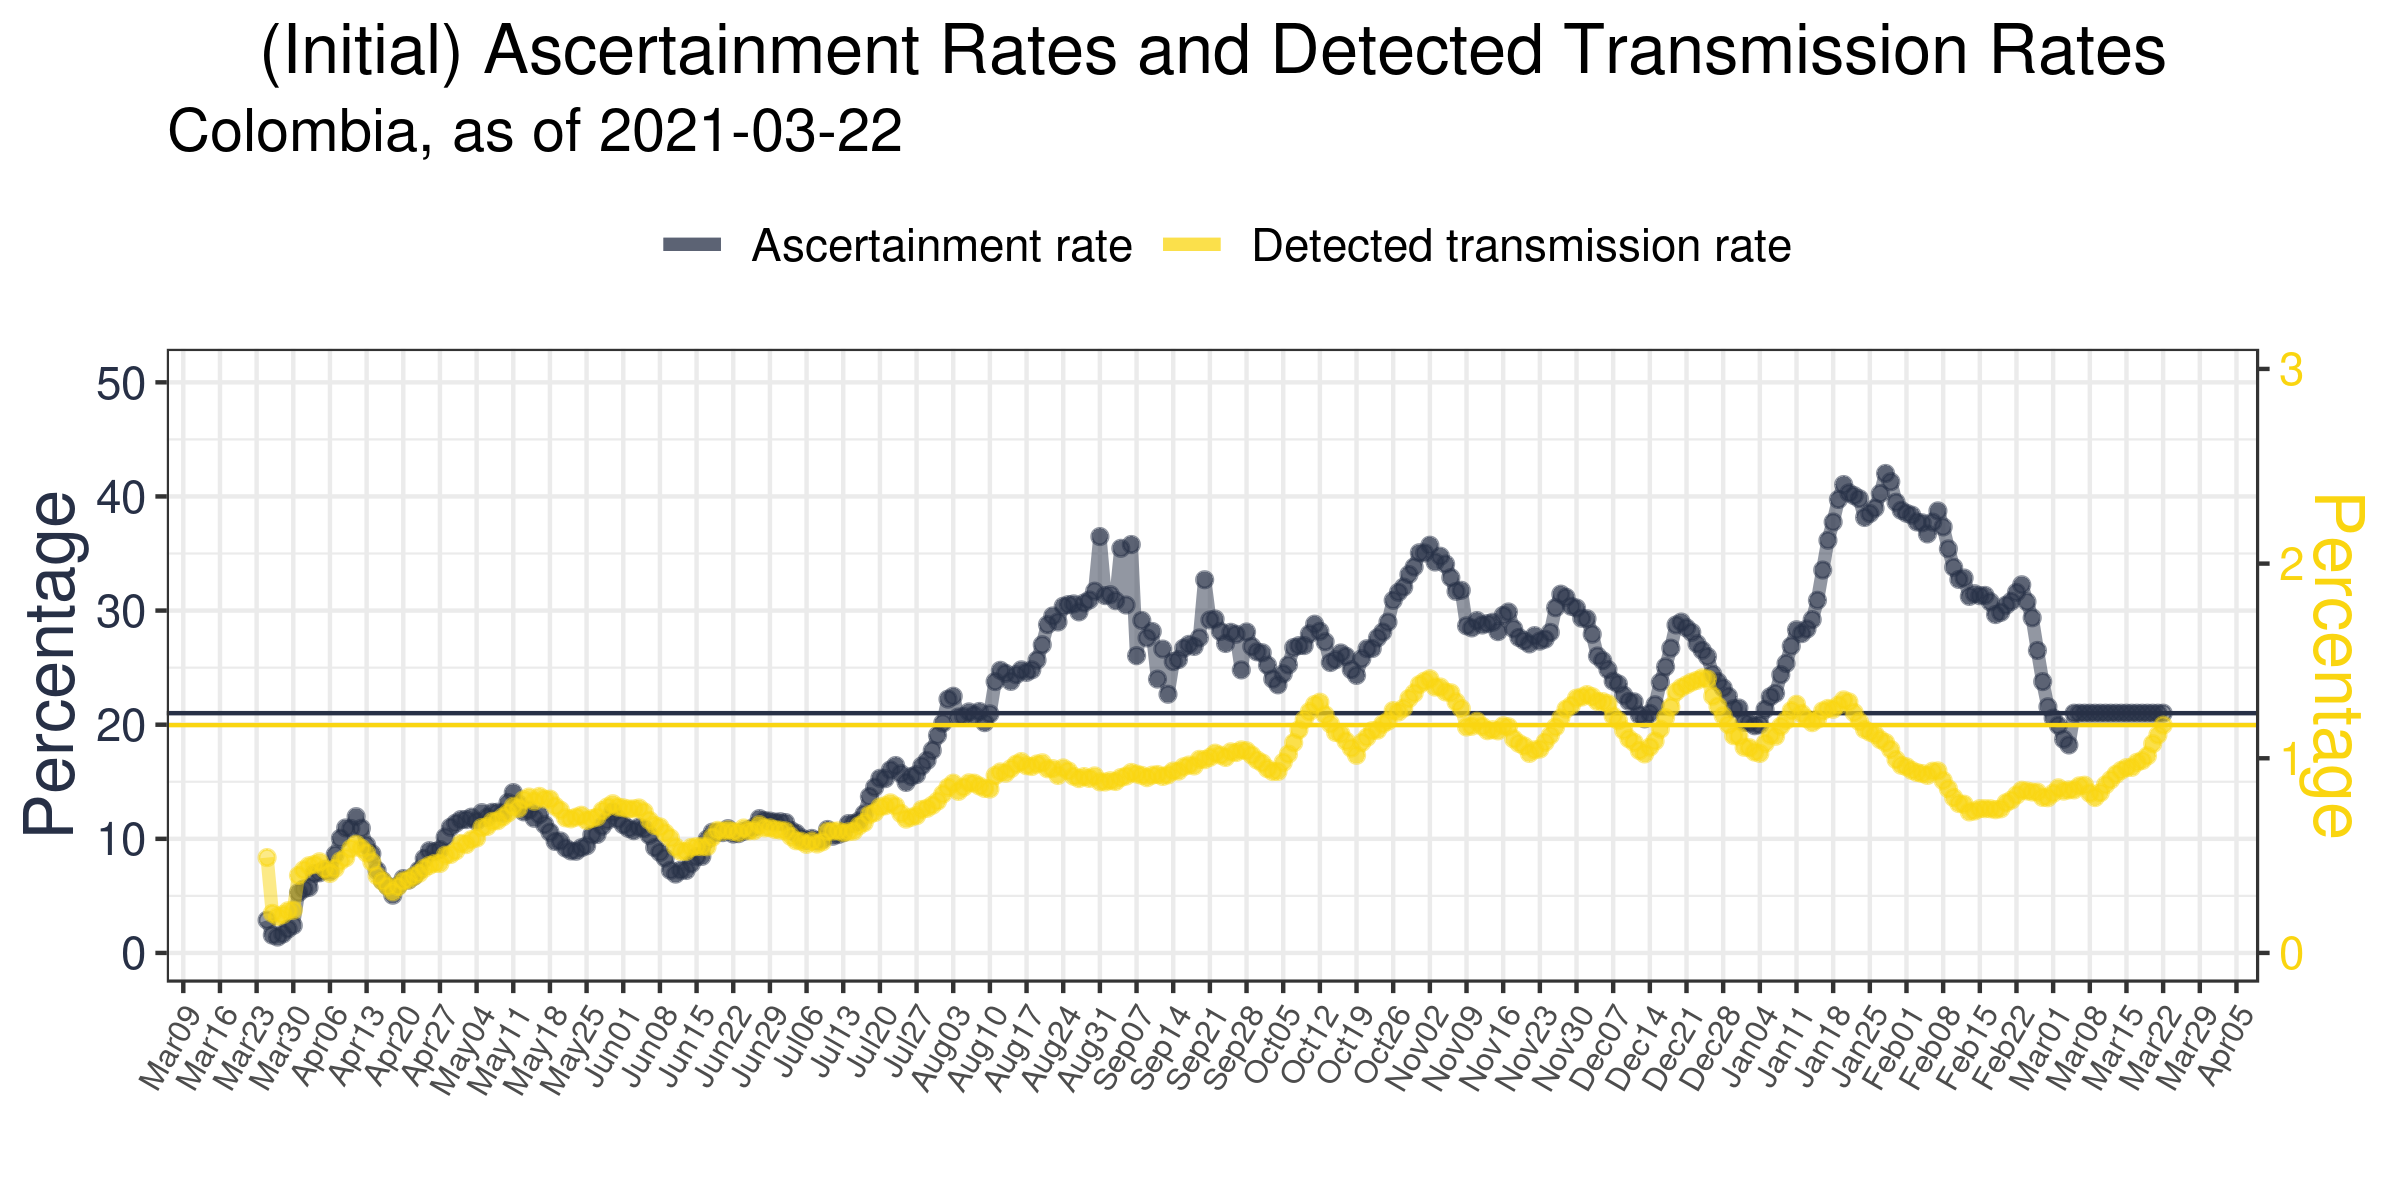 (Initial) Ascertainment Rates and Detected Transmission Rates
Colombia, as of 2021-03-22
Ascertainment rate Detected transmission rate
Percentage
50
40
30
20
10
0
3
2
1
0
Percentage
Mar09 Mar16 Mar23 Mar30 Apr06 Apr13 Apr20 Apr27 May04 May11 May18 May25 Jun01 Jun08 Jun15 Jun22 Jun29 Jul06 Jul13 Jul20 Jul27 Aug03 Aug10 Aug17 Aug24 Aug31 Sep07 Sep14 Sep21 Sep28 Oct05 Oct12 Oct19 Oct26 Nov02 Nov09 Nov16 Nov23 Nov30 Dec07 Dec14 Dec21 Dec28 Jan04 Jan11 Jan18 Jan25 Feb01 Feb08 Feb15 Feb22 Mar01 Mar08 Mar15 Mar22 Mar29 Apr05